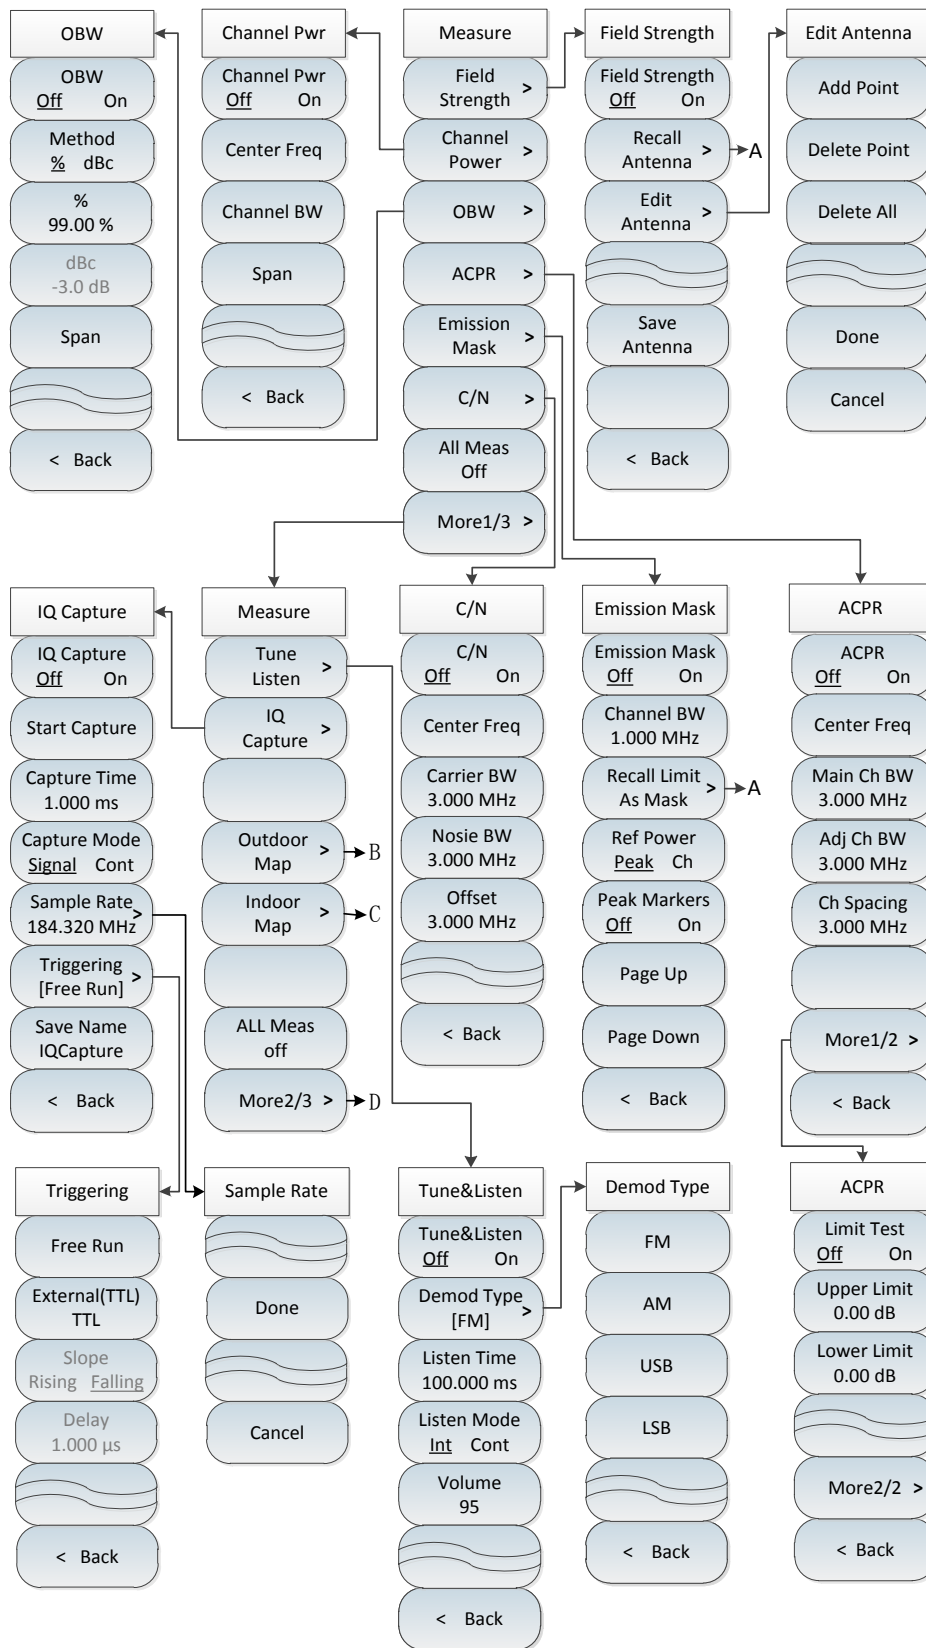 OBW
OBW
Off On
Method
% dBc
%
99.00 %
dBc
-3.0 dB
Span
< Back
Channel Pwr
Channel Pwr
Off On
Center Freq
Channel BW
Span
< Back
Measure
Field
Strength >
Channel
Power >
OBW >
ACPR >
Emission
Mask >
C/N >
All Meas
Off
More1/3 >
Field Strength
Field Strength
Off On
Recall
Antenna > A
Edit
Antenna >
Save
Antenna
< Back
Edit Antenna
Add Point
Delete Point
Delete All
Done
Cancel
IQ Capture
IQ Capture
Off On
Start Capture
Capture Time
1.000 ms
Capture Mode
Signal Cont
Sample Rate >
184.320 MHz
Triggering >
[Free Run]
Save Name
IQCapture
< Back
Measure
Tune
Listen >
IQ
Capture >
Outdoor
Map > B
Indoor
Map > C
ALL Meas
off
More2/3 > D
C/N
C/N
Off On
Center Freq
Carrier BW
3.000 MHz
Nosie BW
3.000 MHz
Offset
3.000 MHz
< Back
Emission Mask
Emission Mask
Off On
Channel BW
1.000 MHz
Recall Limit
As Mask > A
Ref Power
Peak Ch
Peak Markers
Off On
Page Up
Page Down
< Back
ACPR
ACPR
Off On
Center Freq
Main Ch BW
3.000 MHz
Adj Ch BW
3.000 MHz
Ch Spacing
3.000 MHz
More1/2 >
< Back
Triggering
Free Run
External(TTL)
TTL
Slope
Rising Falling
Delay
1.000 µs
< Back
Sample Rate
Done
Cancel
Tune&Listen
Tune&Listen
Off On
Demod Type >
[FM]
Listen Time
100.000 ms
Listen Mode
Int Cont
Volume
95
< Back
Demod Type
FM
AM
USB
LSB
< Back
ACPR
Limit Test
Off On
Upper Limit
0.00 dB
Lower Limit
0.00 dB
More2/2 >
< Back